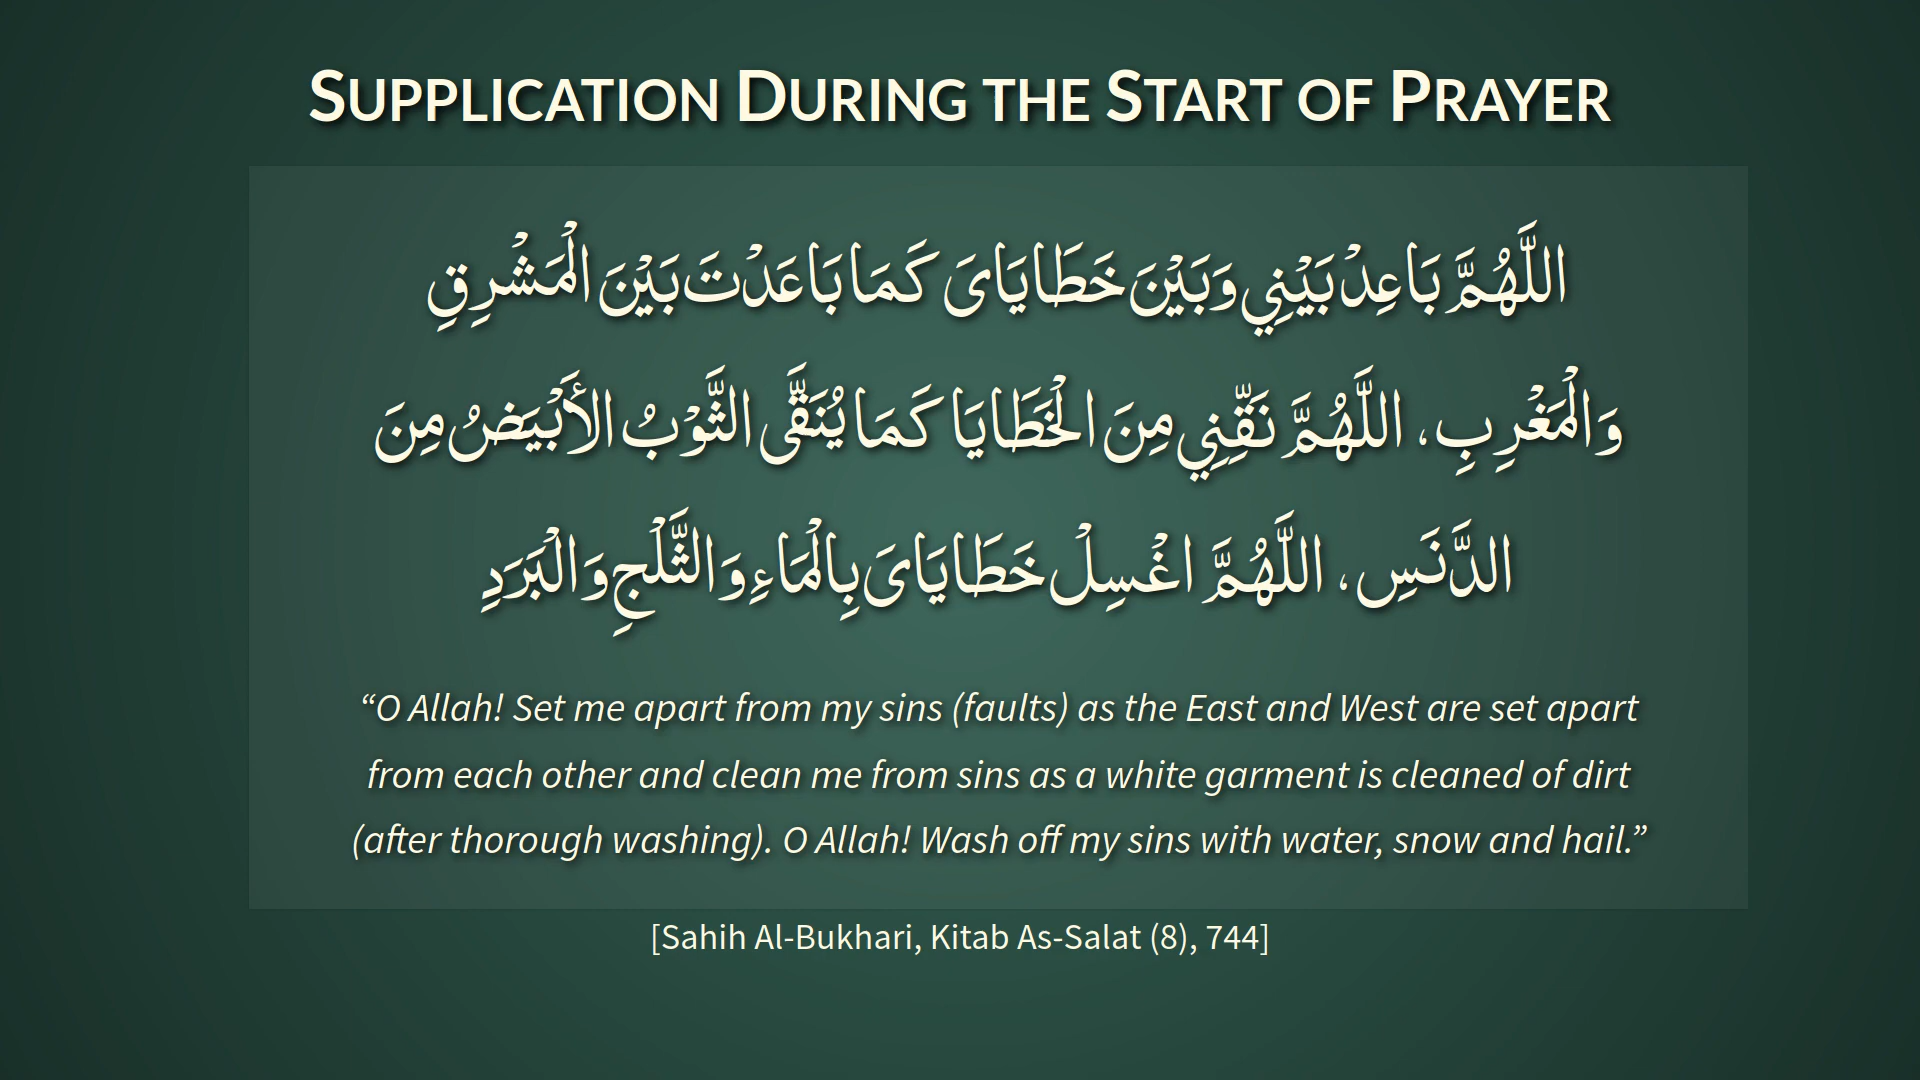 Supplication During the Start of Prayer
اللَّهُمَّ بَاعِدْ بَيْنِي وَبَيْنَ خَطَايَاىَ كَمَا بَاعَدْتَ بَيْنَ الْمَشْرِقِ
وَالْمَغْرِبِ، اللَّهُمَّ نَقِّنِي مِنَ الْخَطَايَا كَمَا يُنَقَّى الثَّوْبُ الأَبْيَضُ مِنَ
الدَّنَسِ، اللَّهُمَّ اغْسِلْ خَطَايَاىَ بِالْمَاءِ وَالثَّلْجِ وَالْبَرَدِ
“O Allah! Set me apart from my sins (faults) as the East and West are set apart
from each other and clean me from sins as a white garment is cleaned of dirt
(after thorough washing). O Allah! Wash off my sins with water, snow and hail.”
[Sahih Al-Bukhari, Kitab As-Salat (8), 744]